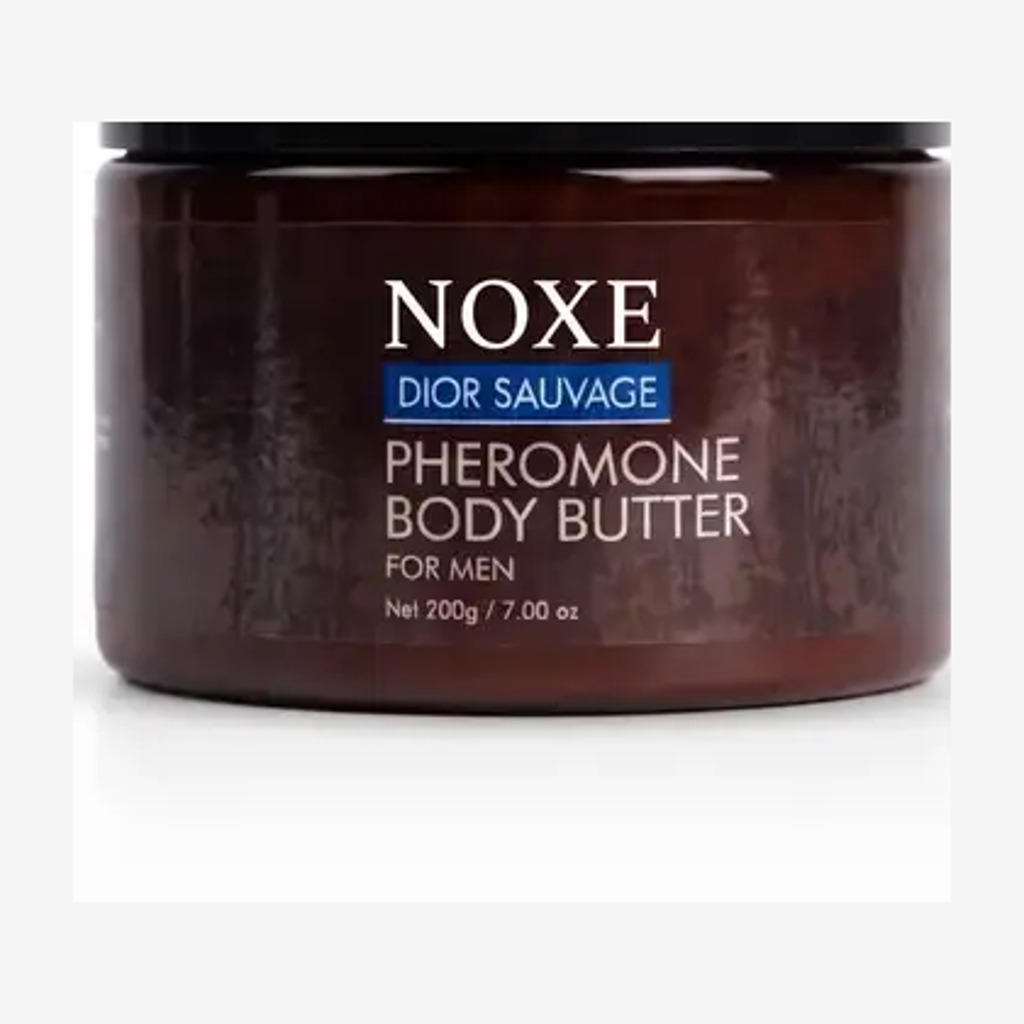 NOXE
DIOR SAUVAGE
PHEROMONE
BODY BUTTER
FOR MEN
Net 200g / 7.00 oz